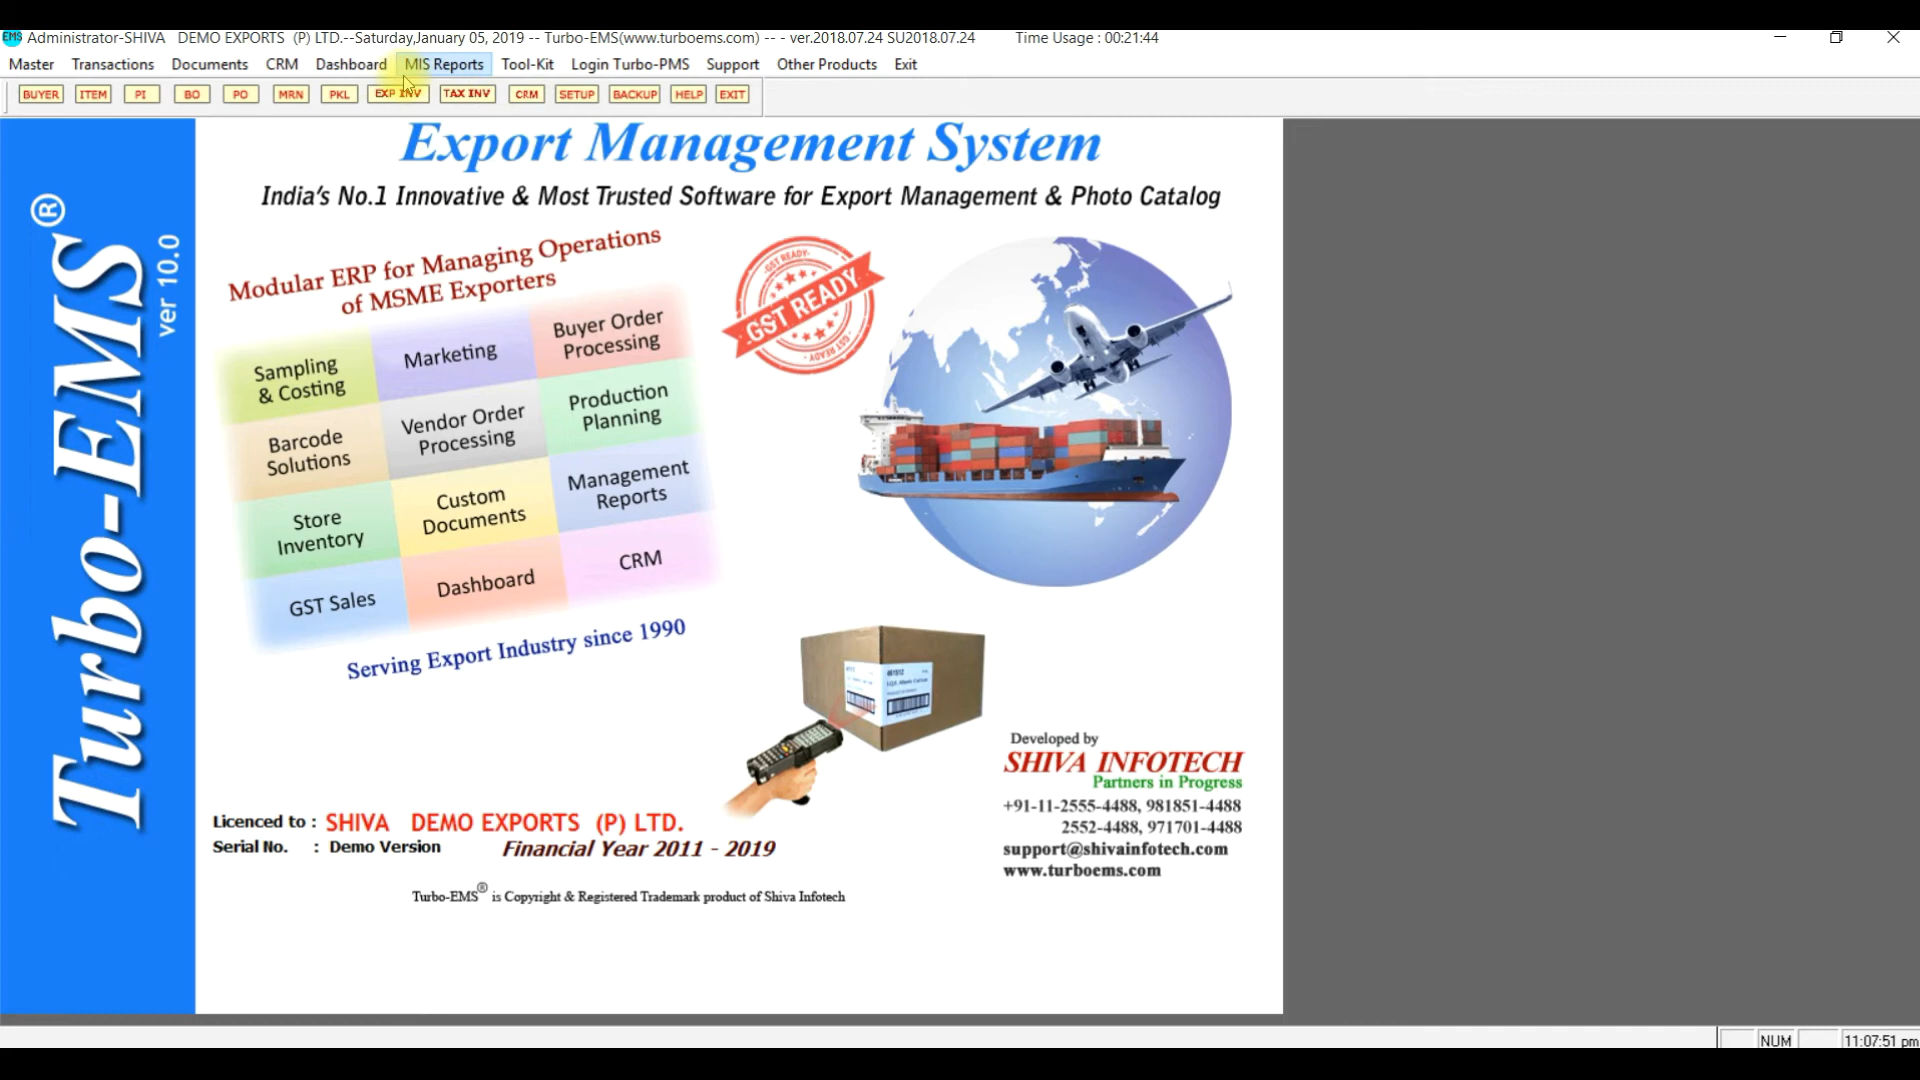 EMS Administrator-SHIVA DEMO EXPORTS (P) LTD.--Saturday,January 05, 2019 -- Turbo-EMS(www.turboems.com) -- - ver.2018.07.24 SU2018.07.24 Time Usage : 00:21:44
Master Transactions Documents CRM Dashboard MIS Reports Tool-Kit Login Turbo-PMS Support Other Products Exit
BUYER ITEM PI BO PO MRN PKL EXP INV TAX INV CRM SETUP BACKUP HELP EXIT
Turbo-EMS®
ver 10.0
Export Management System
India's No.1 Innovative & Most Trusted Software for Export Management & Photo Catalog
Modular ERP for Managing Operations
of MSME Exporters
Sampling
& Costing
Marketing
Buyer Order
Processing
Barcode
Solutions
Vendor Order
Processing
Production
Planning
Store
Inventory
Custom
Documents
Management
Reports
GST Sales
Dashboard
CRM
Serving Export Industry since 1990
GST READY
GST READY
GST READY
Developed by
SHIVA INFOTECH
Partners in Progress
+91-11-2555-4488, 981851-4488
2552-4488, 971701-4488
support@shivainfotech.com
www.turboems.com
Licenced to : SHIVA DEMO EXPORTS (P) LTD.
Serial No. : Demo Version
Financial Year 2011 - 2019
Turbo-EMS® is Copyright & Registered Trademark product of Shiva Infotech
NUM 11:07:51 pm